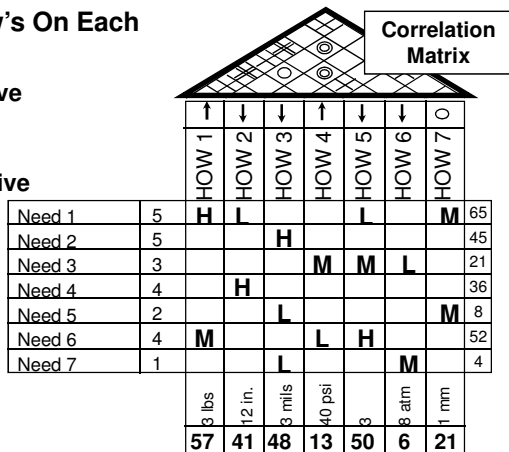 w's On Each
ve
ive
Correlation
Matrix
↑ ↓ ↓ ↑ ↓ ↓ O
HOW 1 HOW 2 HOW 3 HOW 4 HOW 5 HOW 6 HOW 7
Need 1 5 H L L M 65
Need 2 5 H 45
Need 3 3 M M L 21
Need 4 4 H 36
Need 5 2 L M 8
Need 6 4 M L H 52
Need 7 1 L M 4
3 lbs 12 in. 3 mils 40 psi 3 8 atm 1 mm
57 41 48 13 50 6 21